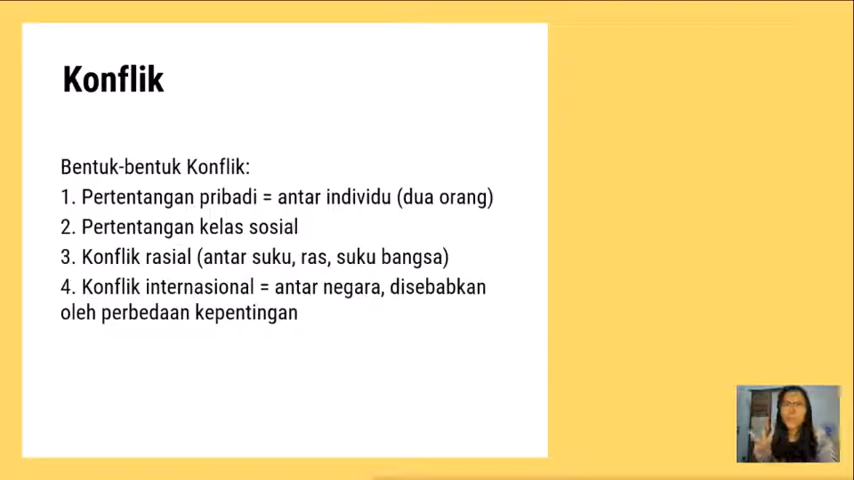 Konflik
Bentuk-bentuk Konflik:
1. Pertentangan pribadi = antar individu (dua orang)
2. Pertentangan kelas sosial
3. Konflik rasial (antar suku, ras, suku bangsa)
4. Konflik internasional = antar negara, disebabkan
oleh perbedaan kepentingan